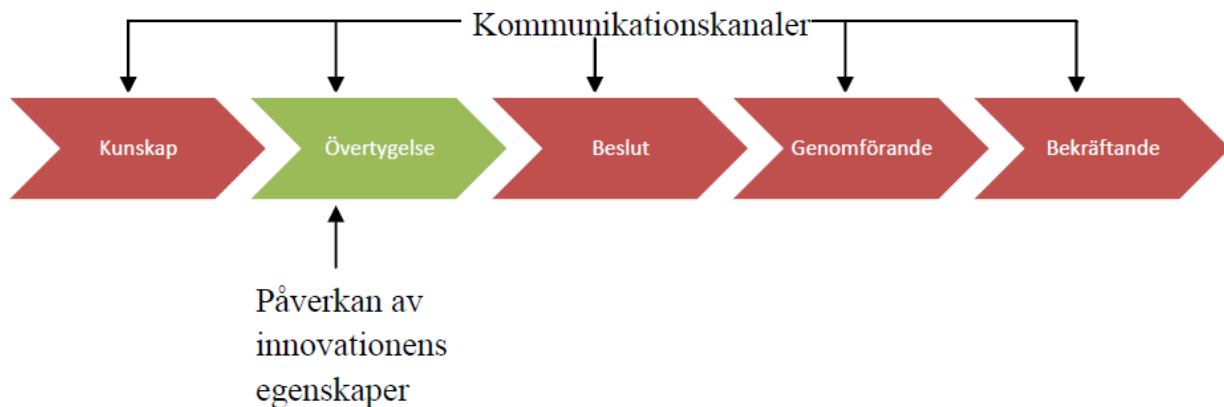 Kommunikationskanaler
Kunskap
Övertygelse
Beslut
Genomförande
Bekräftande
Påverkan av
innovationens
egenskaper